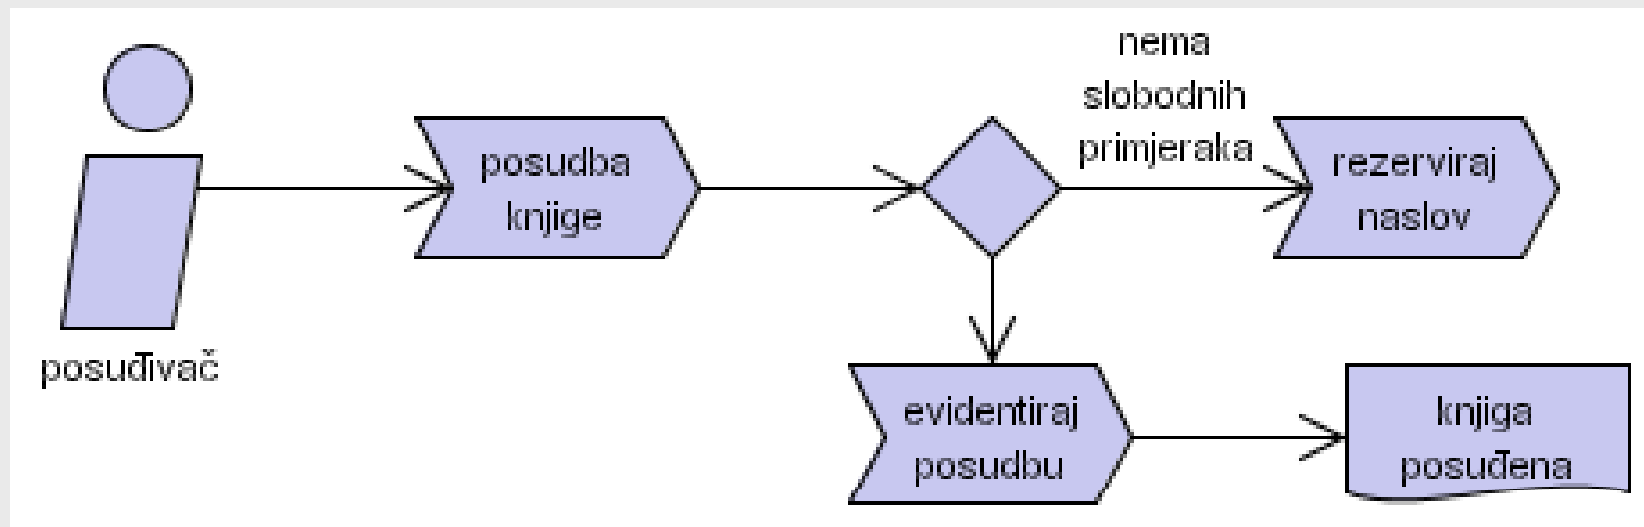 posuđivač
posudba
knjige
nema
slobodnih
primjeraka
rezerviraj
naslov
evidentiraj
posudbu
knjiga
posuđena